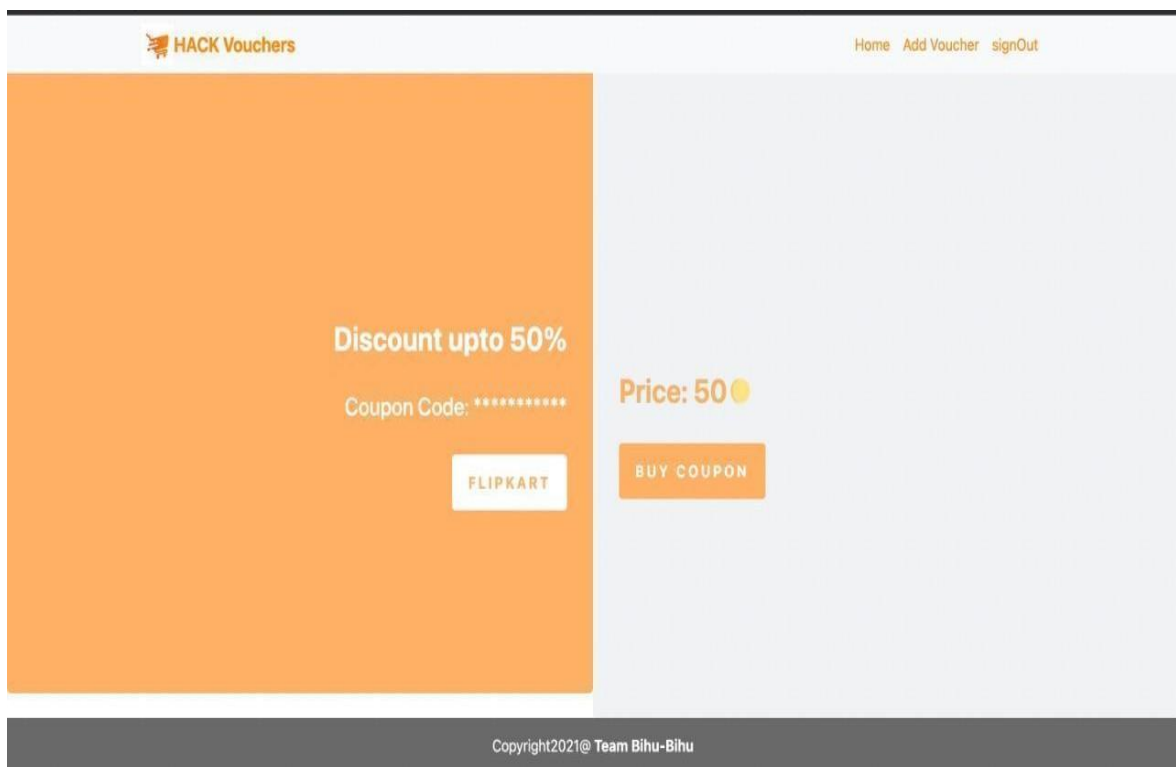 HACK Vouchers
Home Add Voucher signOut
Discount upto 50%
Coupon Code: ***********
FLIPKART
Price: 50
BUY COUPON
Copyright2021@ Team Bihu-Bihu